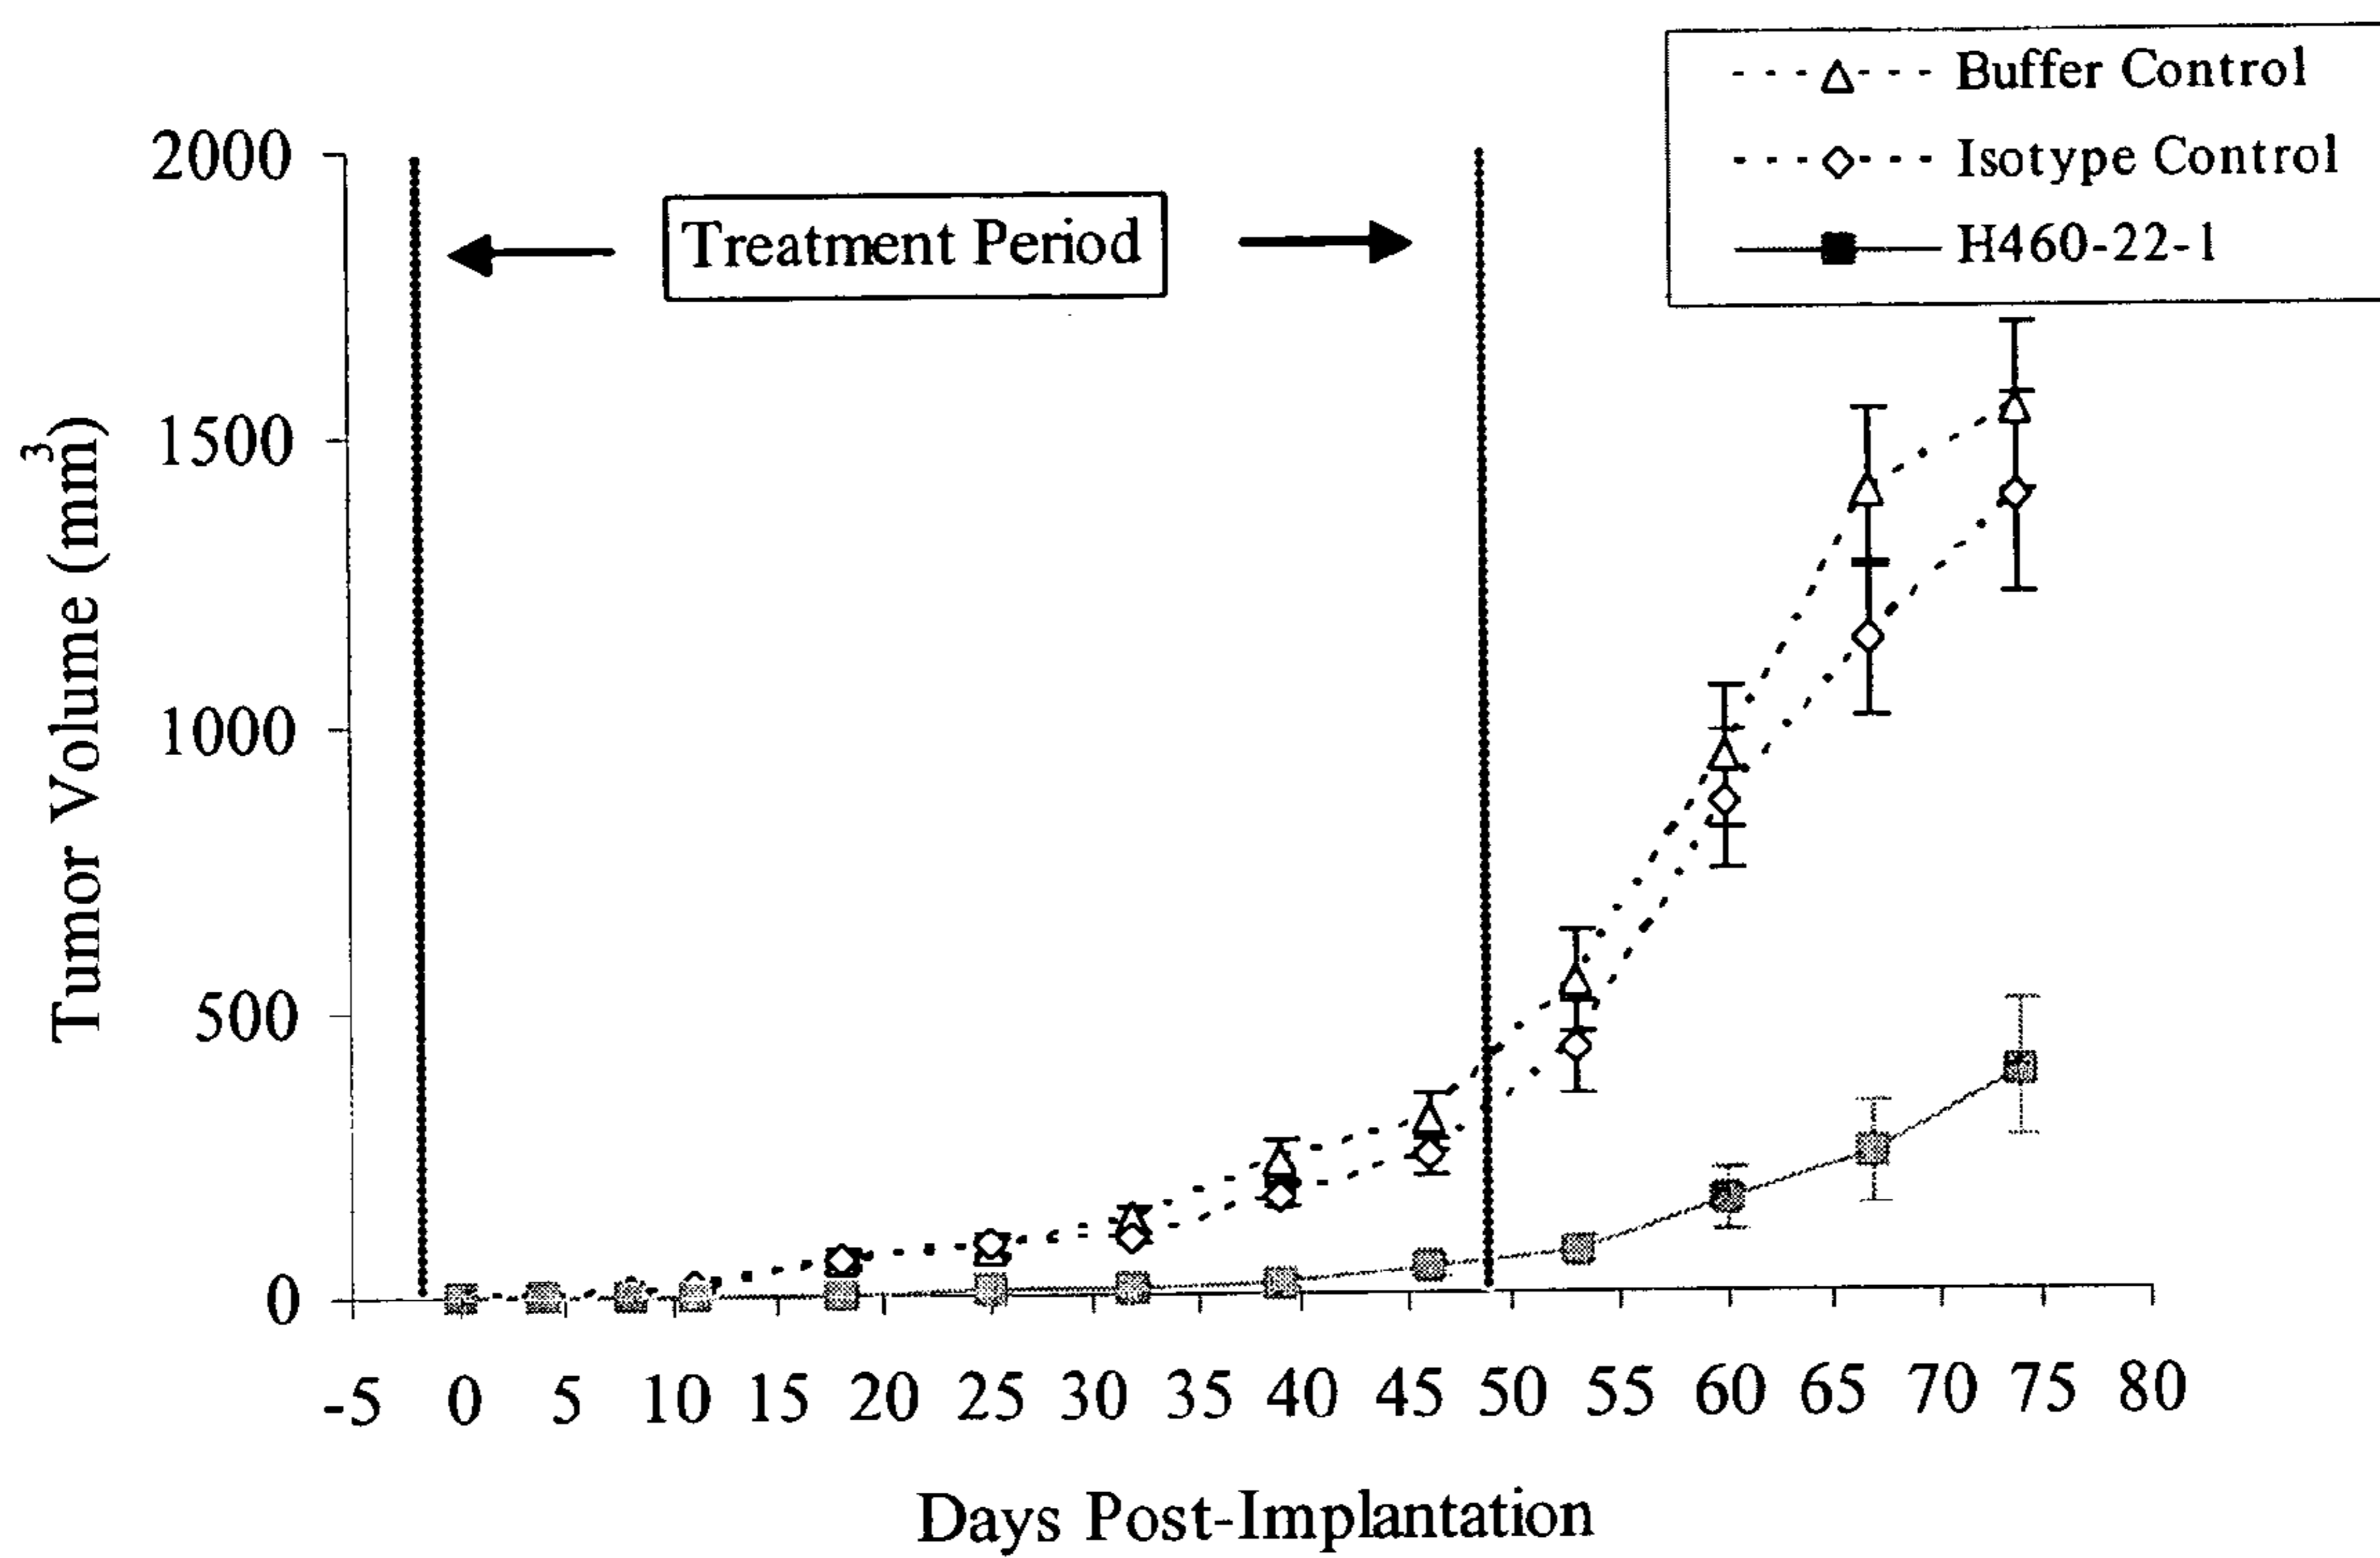 Buffer Control
Isotype Control
H460-22-1
Treatment Period
Tumor Volume (mm³)
2000
1500
1000
500
0
-5 0 5 10 15 20 25 30 35 40 45 50 55 60 65 70 75 80
Days Post-Implantation